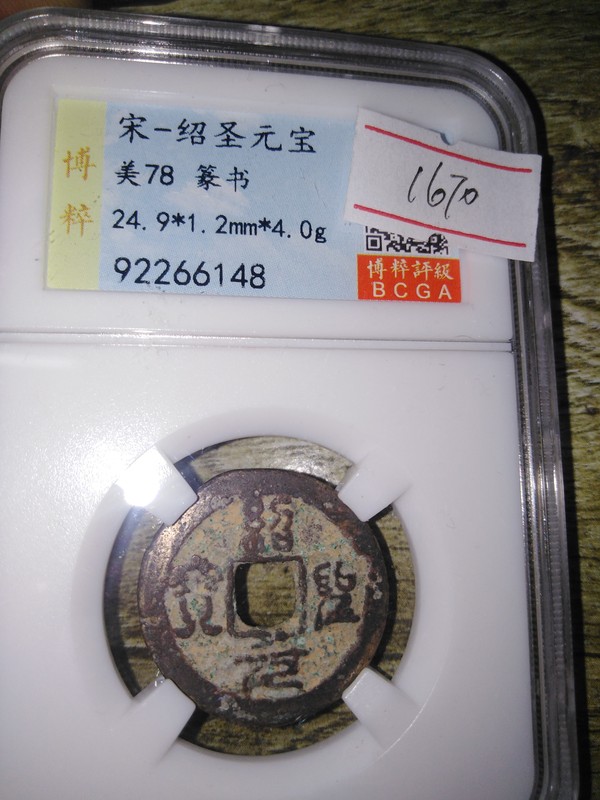 博
粹
宋-绍圣元宝
美78 篆书
24.9*1.2mm*4.0g
92266148
1670
博粹評級
BCGA
紹
聖
元
寶